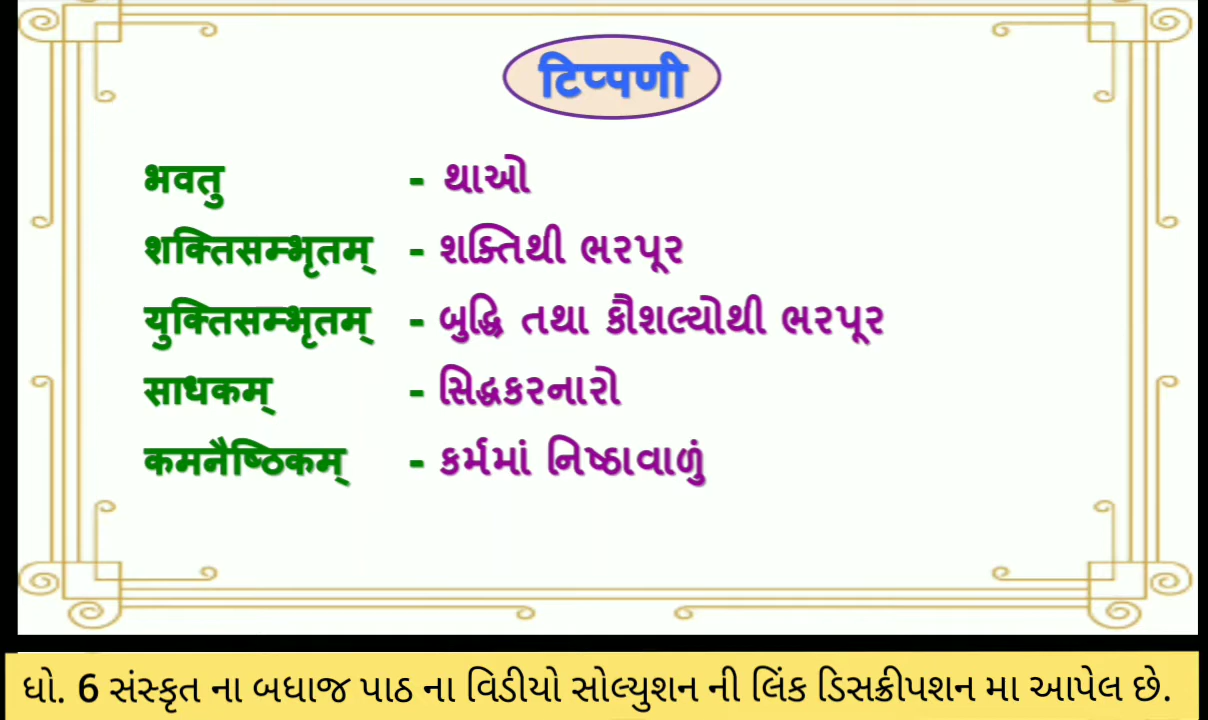 टिप्पणी
भवतु - થાઓ
शक्तिसम्भृतम् - શક્તિથી ભરપૂર
युक्तिसम्भृतम् - બુદ્ધિ તથા કૌશલ્યોથી ભરપૂર
साधकम् - સિદ્ધકરનારો
कमनैष्ठिकम् - કર્મમાં નિષ્ઠાવાળું
ધો. 6 સંસ્કૃત ના બધાજ પાઠ ના વિડીયો સોલ્યુશન ની લિંક ડિસક્રીપશન મા આપેલ છે.